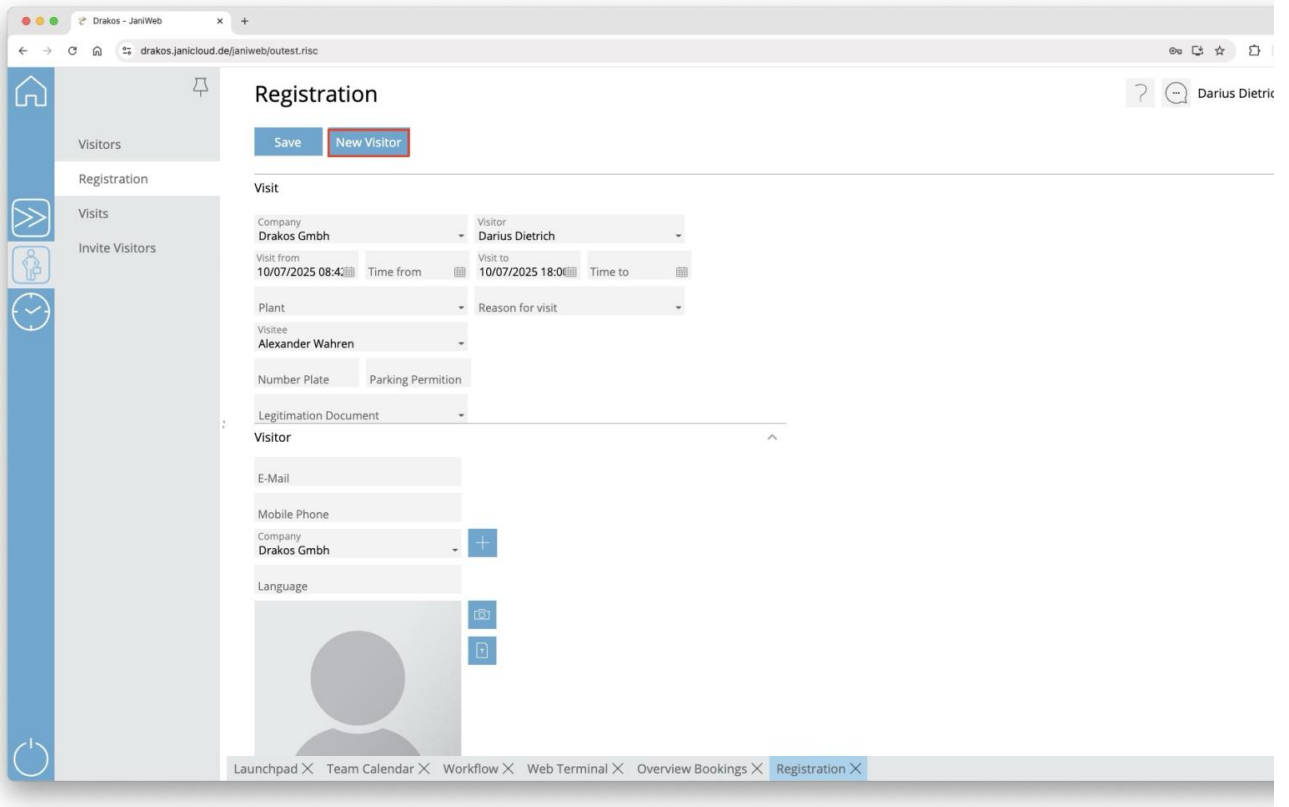 Drakos - JaniWeb
drakos.janicloud.de/janiweb/outest.risc
Registration
? Darius Dietric
Save New Visitor
Visitors
Registration
Visits
Invite Visitors
Visit
Company Visitor
Drakos Gmbh Darius Dietrich
Visit from Visit to
10/07/2025 08:42 Time from 10/07/2025 18:00 Time to
Plant Reason for visit
Visitee
Alexander Wahren
Number Plate Parking Permition
Legitimation Document
Visitor
E-Mail
Mobile Phone
Company
Drakos Gmbh
Language
Launchpad Team Calendar Workflow Web Terminal Overview Bookings Registration